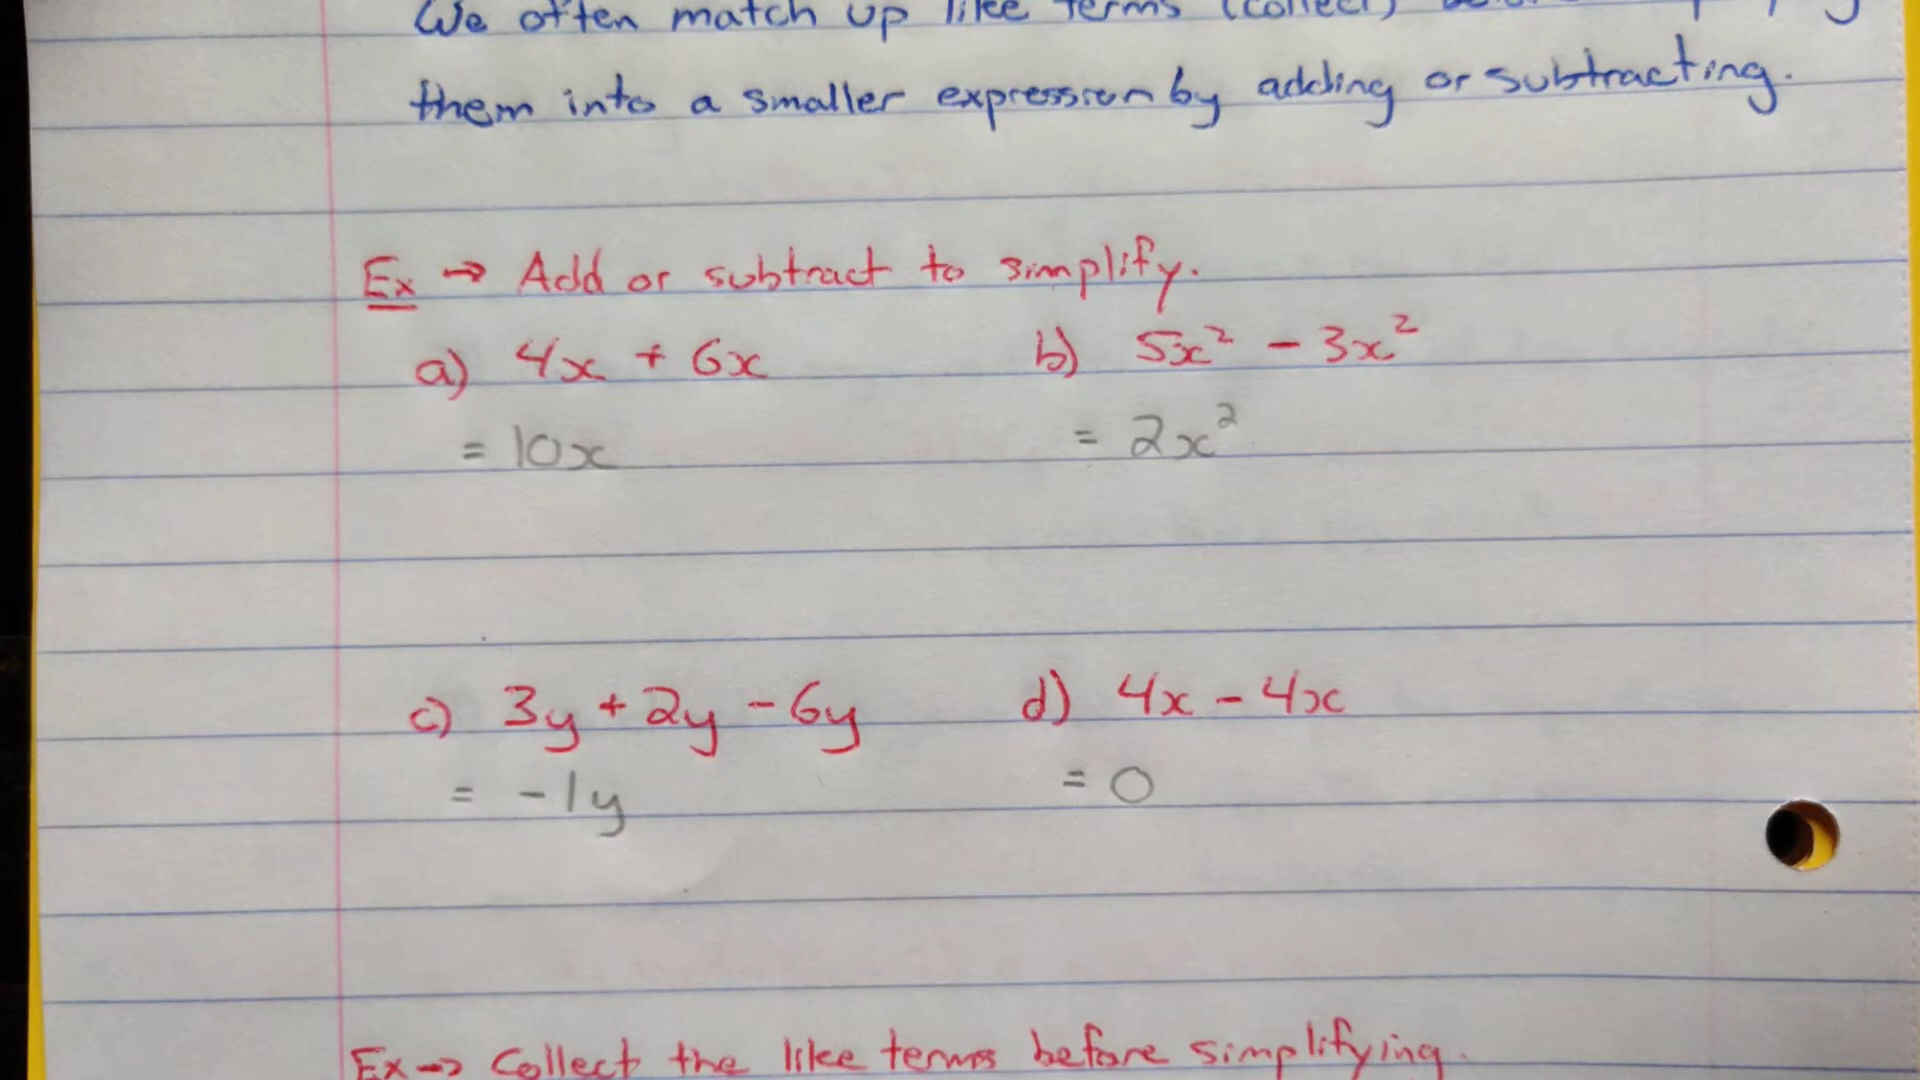 We often match up like terms (collect)
them into a smaller expression by adding or subtracting.
Ex → Add or subtract to simplify.
a) 4x + 6x b) 5x² - 3x²
= 10x = 2x²
c) 3y + 2y - 6y d) 4x - 4x
= -1y = 0
Ex → Collect the like terms before simplifying.